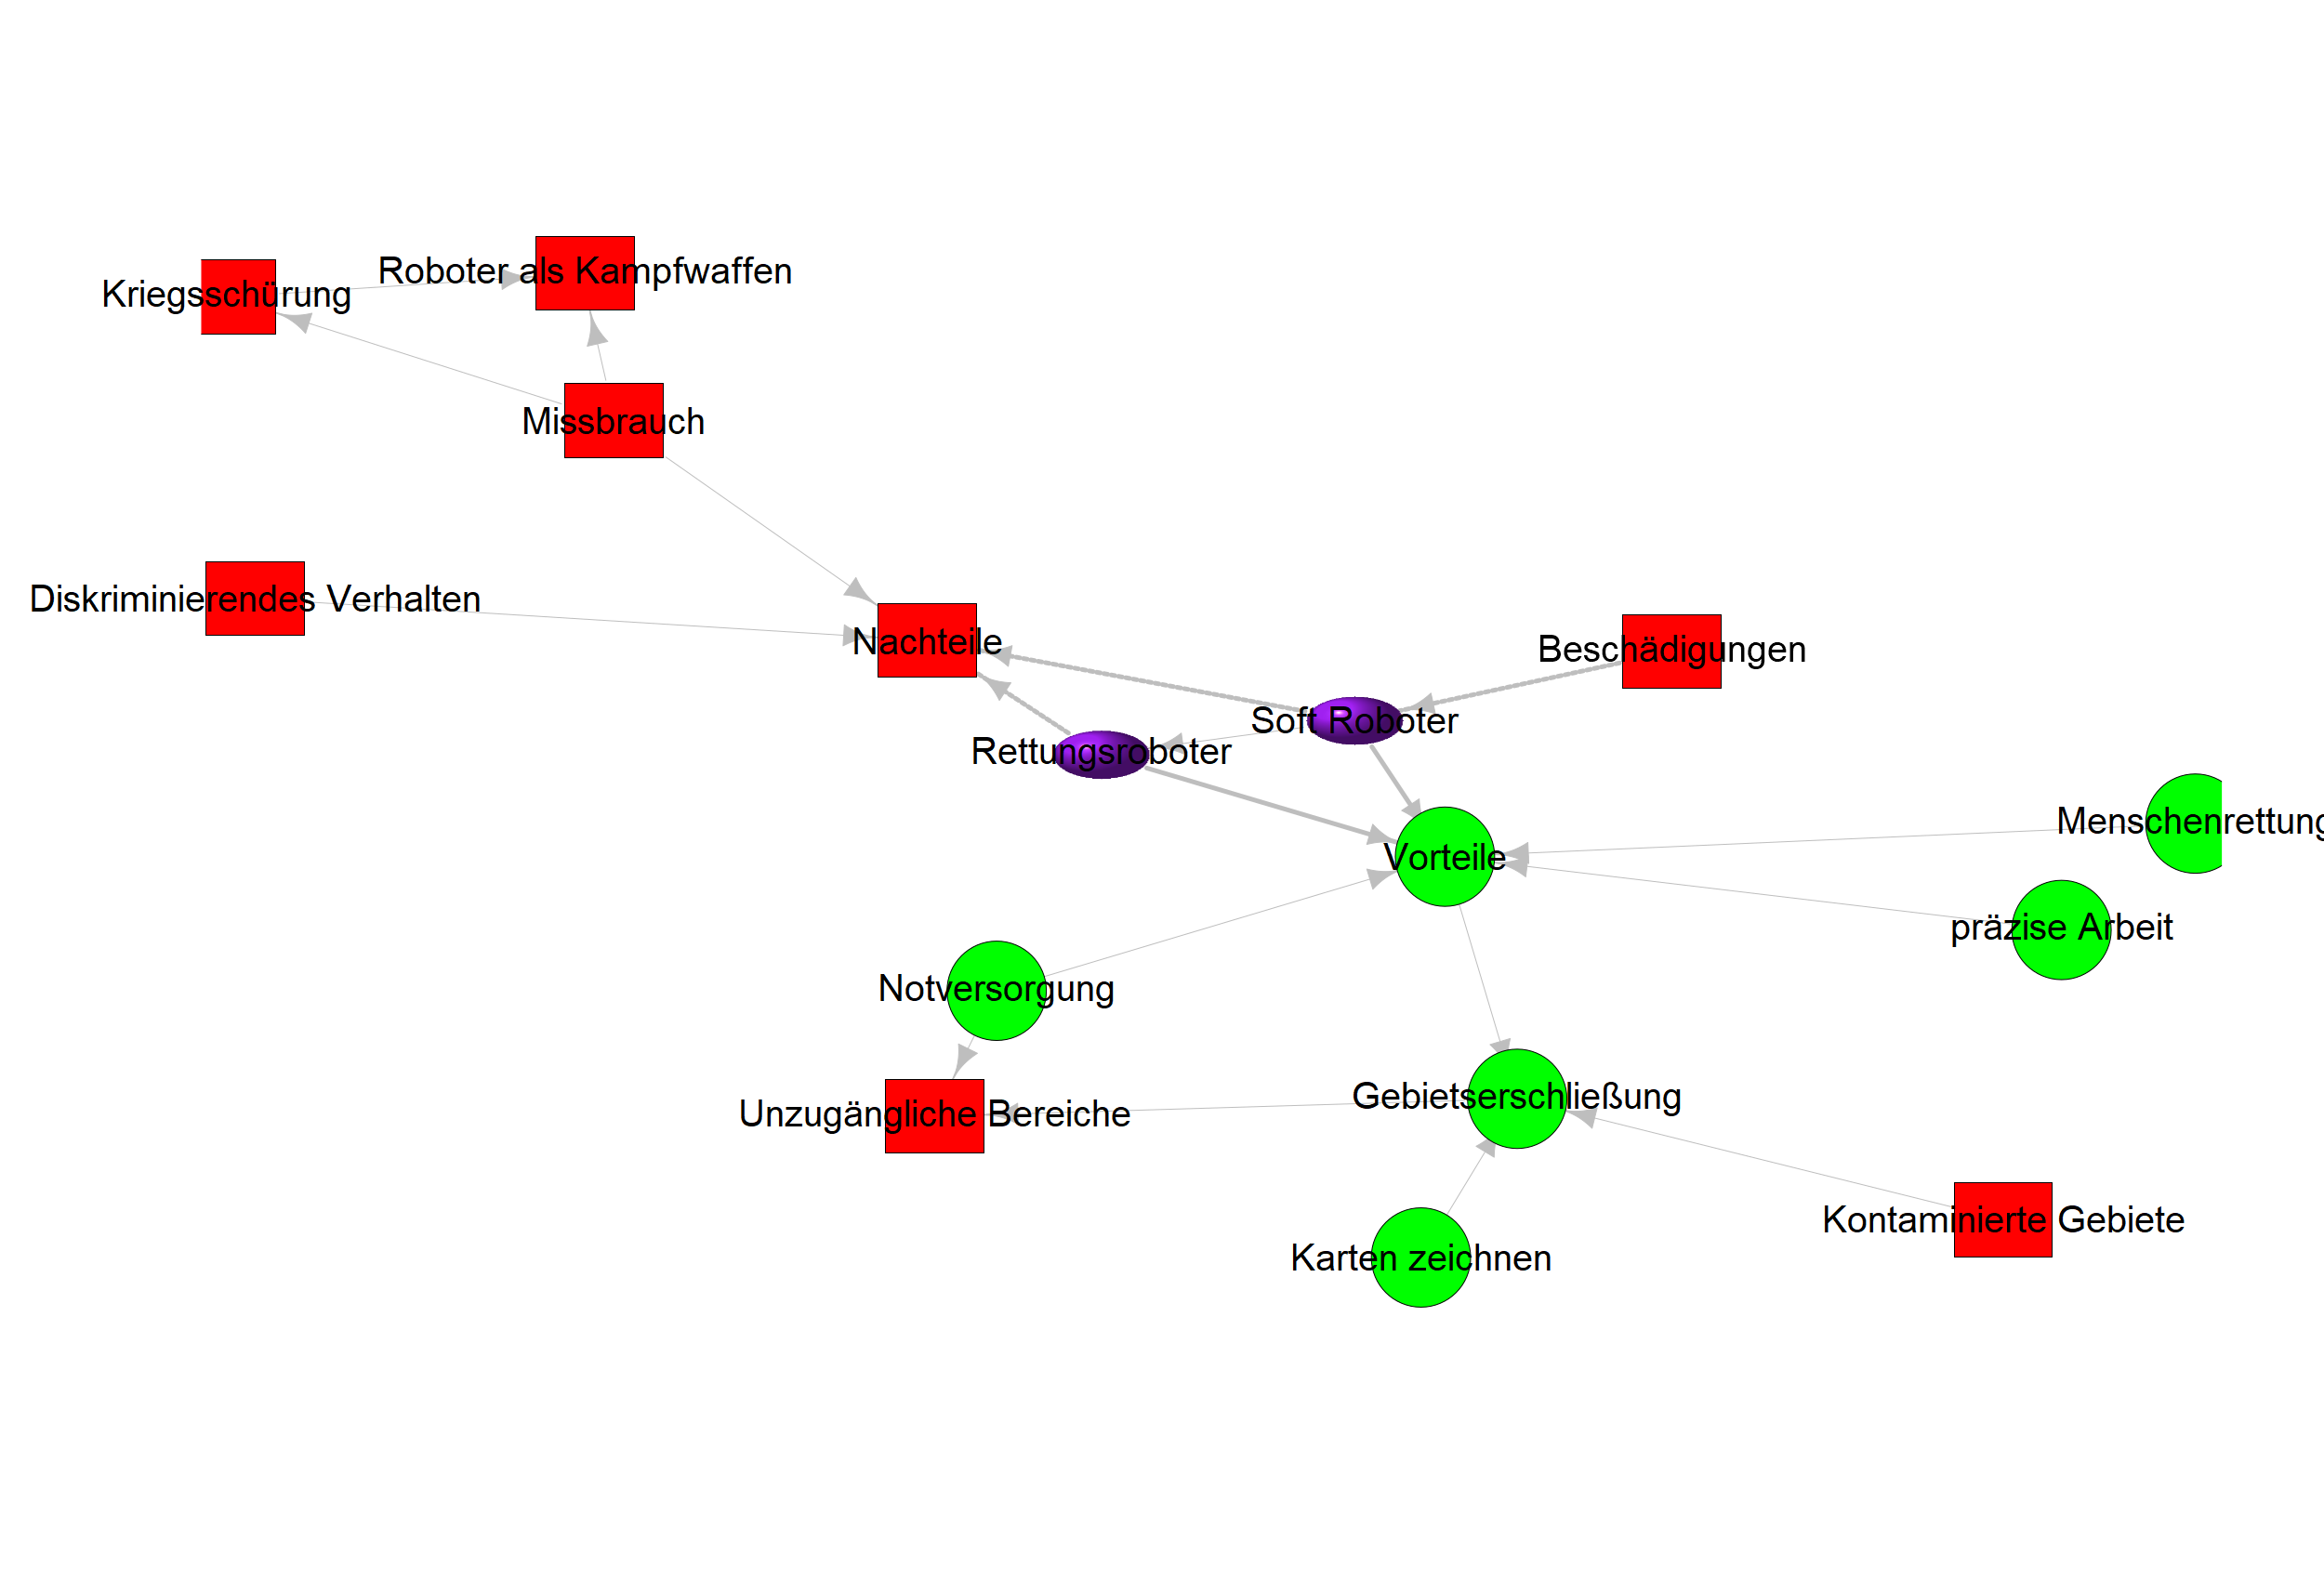 Roboter als Kampfwaffen
Kriegsschürung
Missbrauch
Diskriminierendes Verhalten
Nachteile
Beschädigungen
Soft Roboter
Rettungsroboter
Menschenrettung
Vorteile
präzise Arbeit
Notversorgung
Gebietserschließung
Unzugängliche Bereiche
Kontaminierte Gebiete
Karten zeichnen